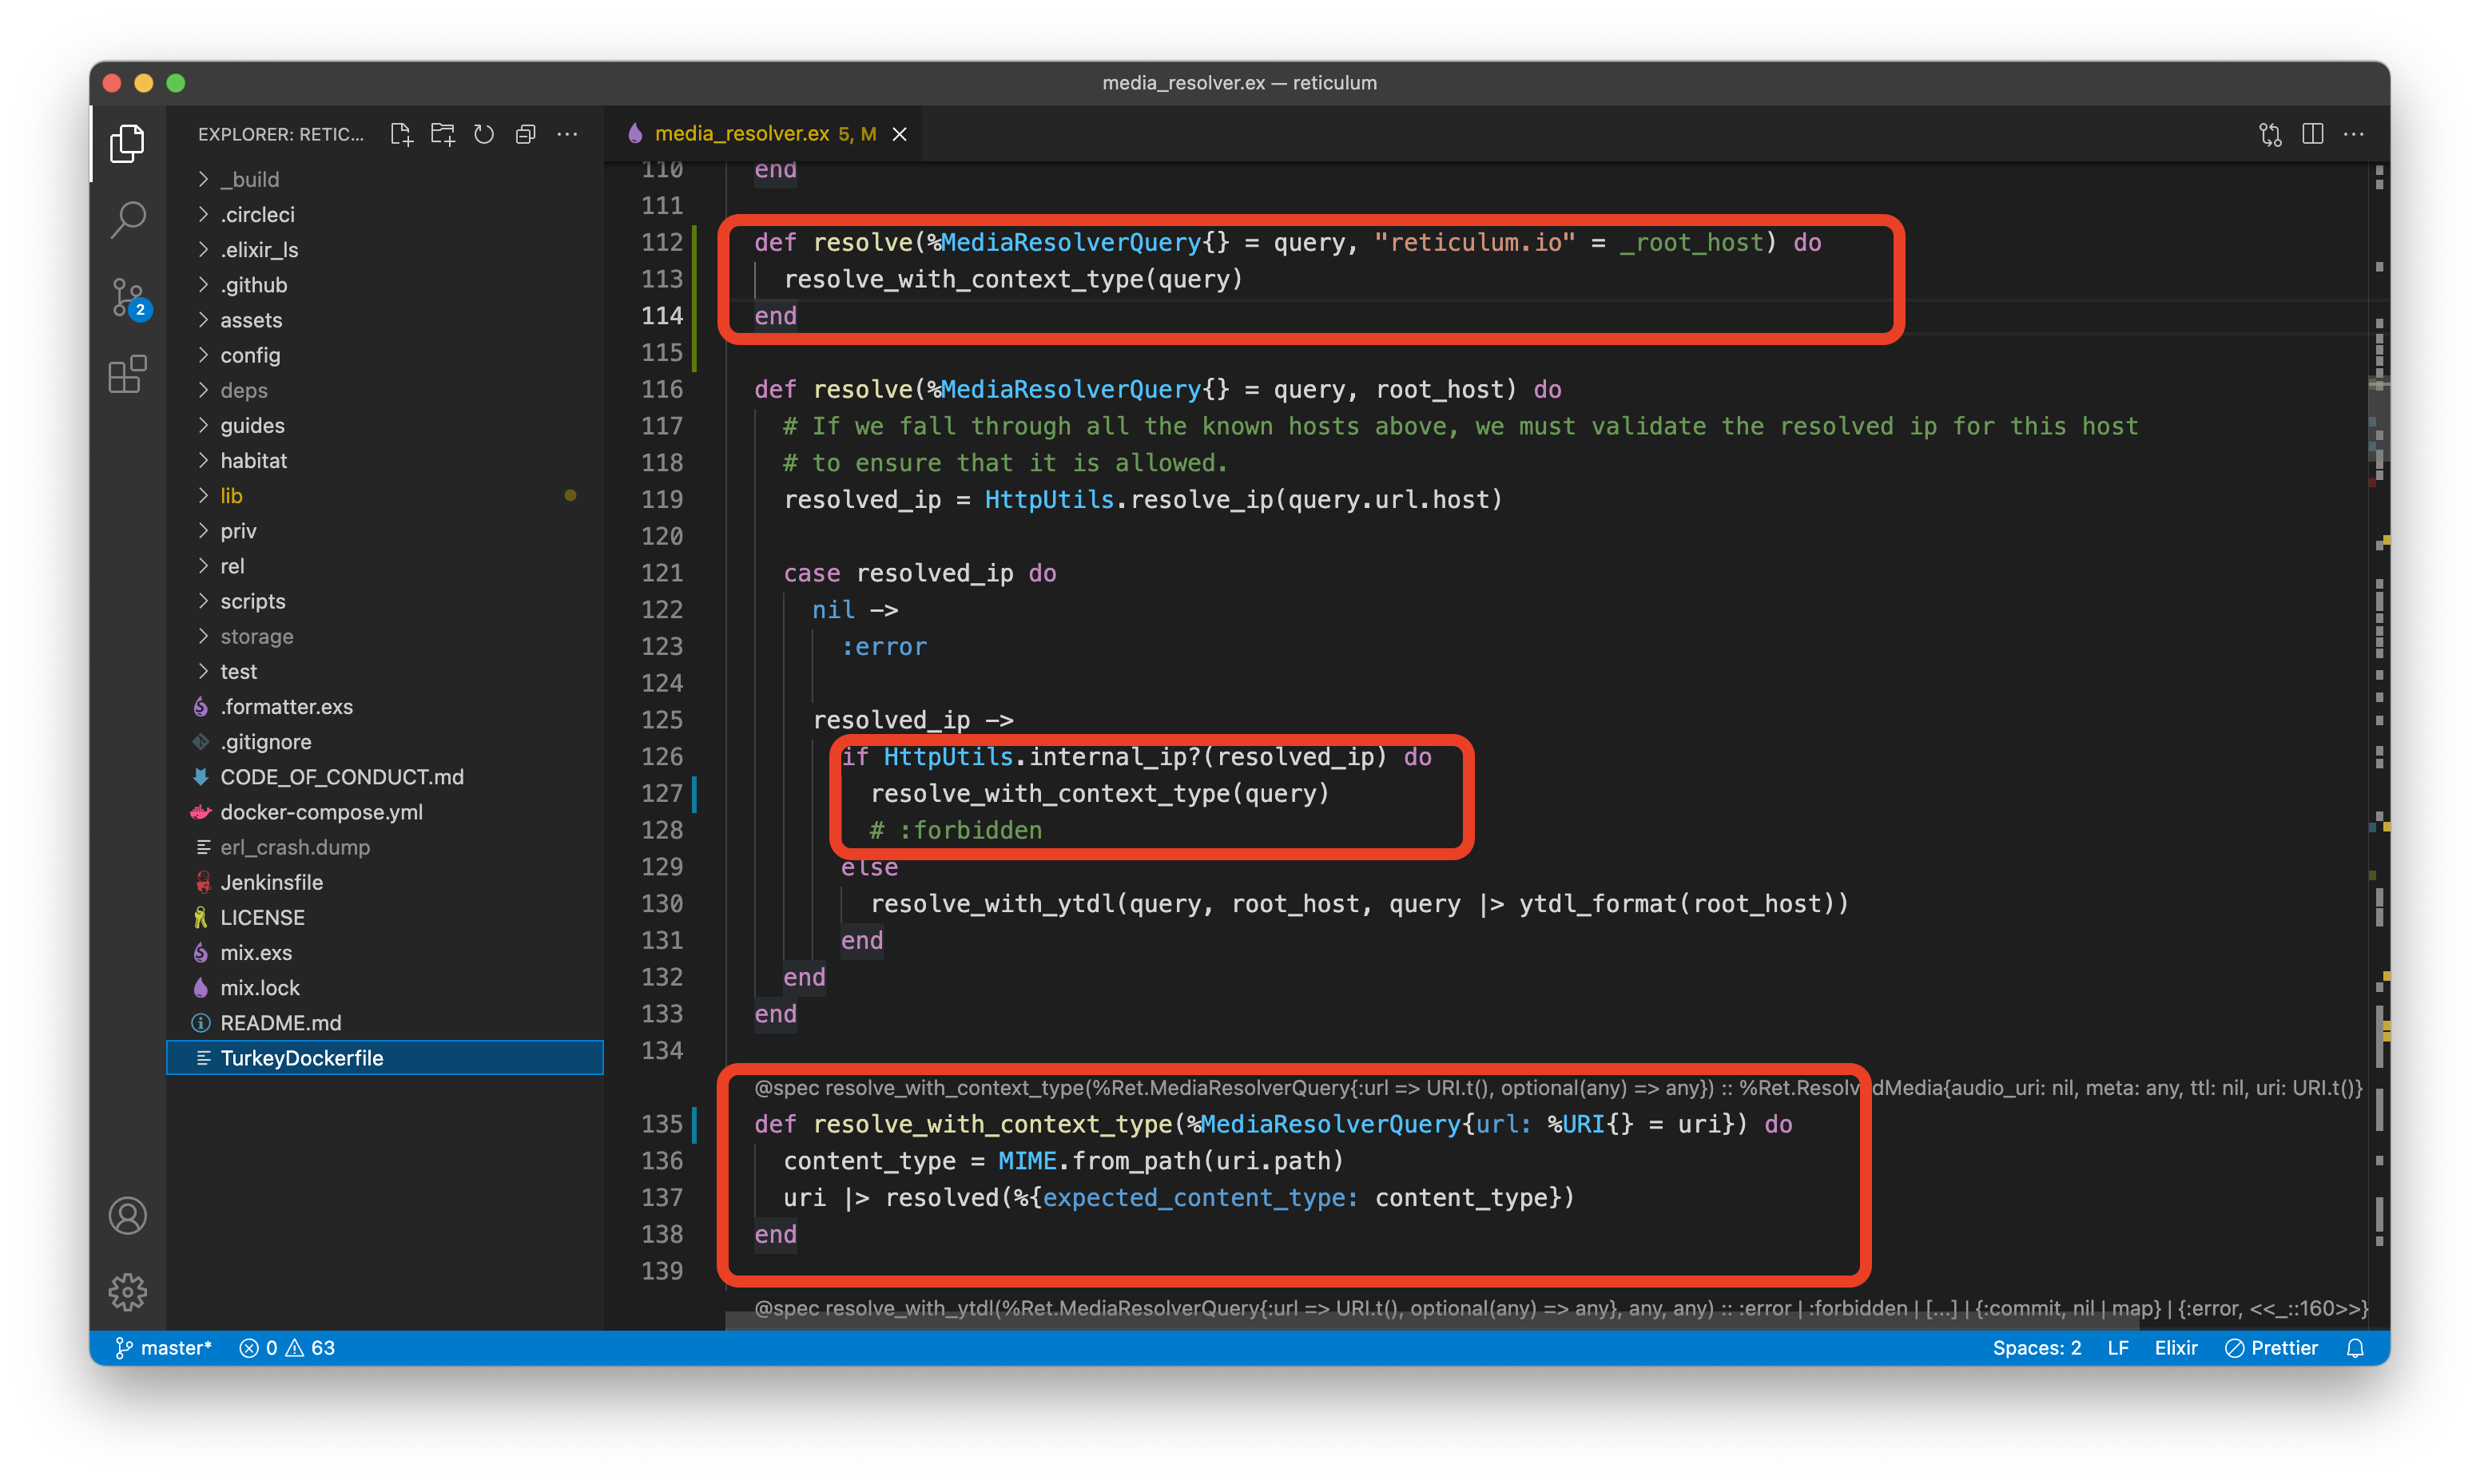 media_resolver.ex — reticulum
EXPLORER: RETIC...
media_resolver.ex 5, M
_build
.circleci
.elixir_ls
.github
assets
config
deps
guides
habitat
lib
priv
rel
scripts
storage
test
.formatter.exs
.gitignore
CODE_OF_CONDUCT.md
docker-compose.yml
erl_crash.dump
Jenkinsfile
LICENSE
mix.exs
mix.lock
README.md
TurkeyDockerfile
2
110 end
111
112 def resolve(%MediaResolverQuery{} = query, "reticulum.io" = _root_host) do
113 resolve_with_context_type(query)
114 end
115
116 def resolve(%MediaResolverQuery{} = query, root_host) do
117 # If we fall through all the known hosts above, we must validate the resolved ip for this host
118 # to ensure that it is allowed.
119 resolved_ip = HttpUtils.resolve_ip(query.url.host)
120
121 case resolved_ip do
122 nil ->
123 :error
124
125 resolved_ip ->
126 if HttpUtils.internal_ip?(resolved_ip) do
127 resolve_with_context_type(query)
128 # :forbidden
129 else
130 resolve_with_ytdl(query, root_host, query |> ytdl_format(root_host))
131 end
132 end
133 end
134
@spec resolve_with_context_type(%Ret.MediaResolverQuery{:url => URI.t(), optional(any) => any}) :: %Ret.ResolvedMedia{audio_uri: nil, meta: any, ttl: nil, uri: URI.t()}
135 def resolve_with_context_type(%MediaResolverQuery{url: %URI{} = uri}) do
136 content_type = MIME.from_path(uri.path)
137 uri |> resolved(%{expected_content_type: content_type})
138 end
139
@spec resolve_with_ytdl(%Ret.MediaResolverQuery{:url => URI.t(), optional(any) => any}, any, any) :: :error | :forbidden | [...] | {:commit, nil | map} | {:error, <<_::160>>}
master* 0 63
Spaces: 2 LF Elixir Prettier